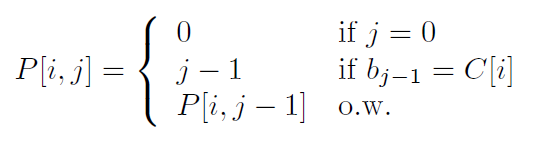 P[i, j] = { 0 if j = 0
j − 1 if b_{j−1} = C[i]
P[i, j − 1] o.w.